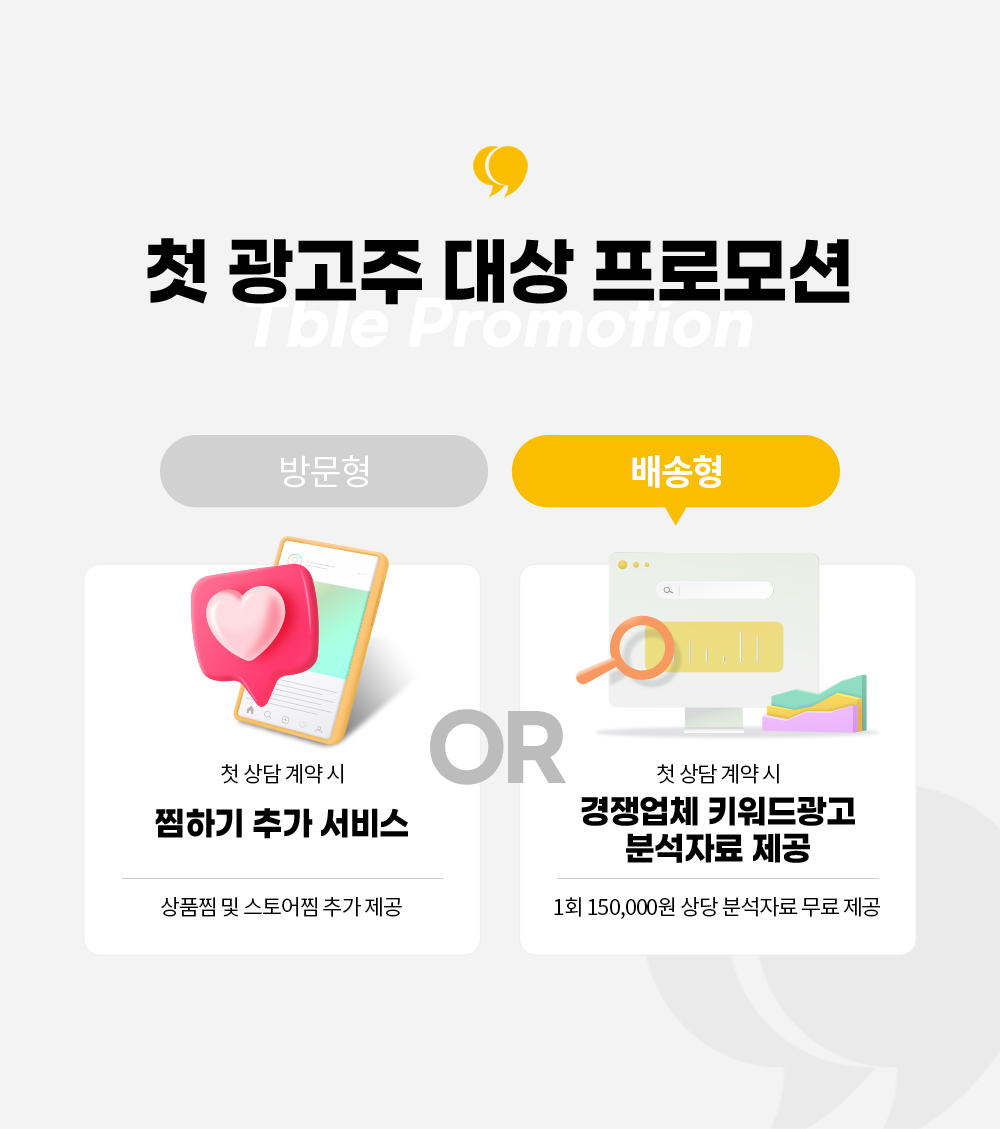 첫 광고주 대상 프로모션
Tble Promotion
방문형
배송형
첫 상담 계약 시
찜하기 추가 서비스
상품찜 및 스토어찜 추가 제공
OR
첫 상담 계약 시
경쟁업체 키워드광고
분석자료 제공
1회 150,000원 상당 분석자료 무료 제공